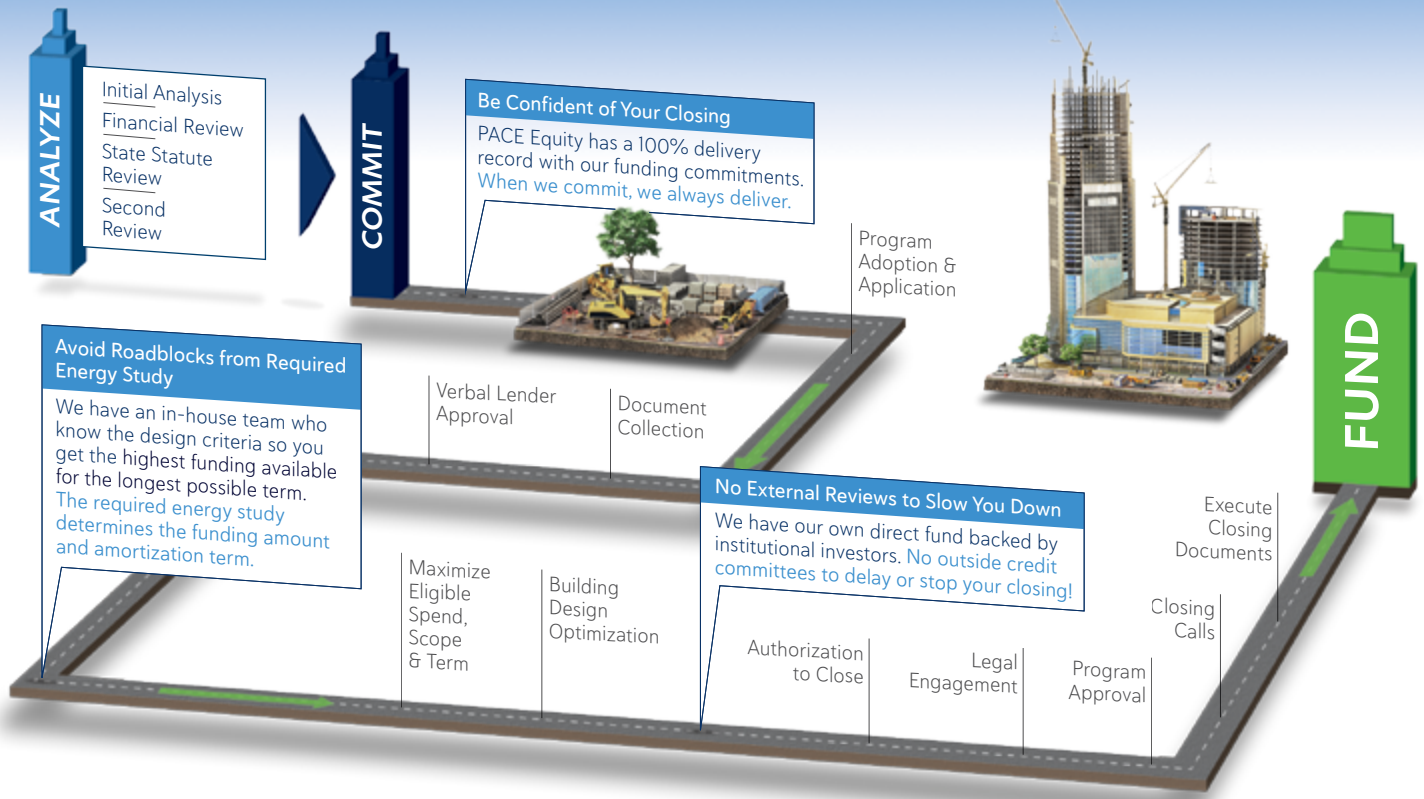 ANALYZE
Initial Analysis
Financial Review
State Statute
Review
Second
Review
COMMIT
Be Confident of Your Closing
PACE Equity has a 100% delivery
record with our funding commitments.
When we commit, we always deliver.
Program
Adoption &
Application
FUND
Avoid Roadblocks from Required
Energy Study
We have an in-house team who
know the design criteria so you
get the highest funding available
for the longest possible term.
The required energy study
determines the funding amount
and amortization term.
Verbal Lender
Approval
Document
Collection
No External Reviews to Slow You Down
We have our own direct fund backed by
institutional investors. No outside credit
committees to delay or stop your closing!
Maximize
Eligible
Spend,
Scope
& Term
Building
Design
Optimization
Authorization
to Close
Legal
Engagement
Program
Approval
Closing
Calls
Execute
Closing
Documents